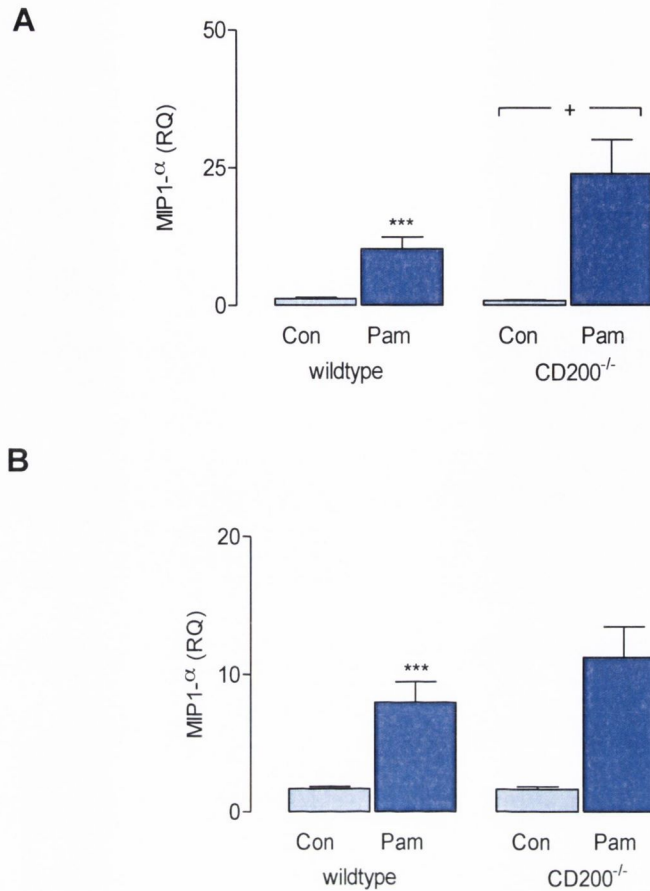 A
50
25
0
MIP1-α (RQ)
+
***
Con Pam Con Pam
wildtype CD200-/-
B
20
10
0
MIP1-α (RQ)
***
Con Pam Con Pam
wildtype CD200-/-